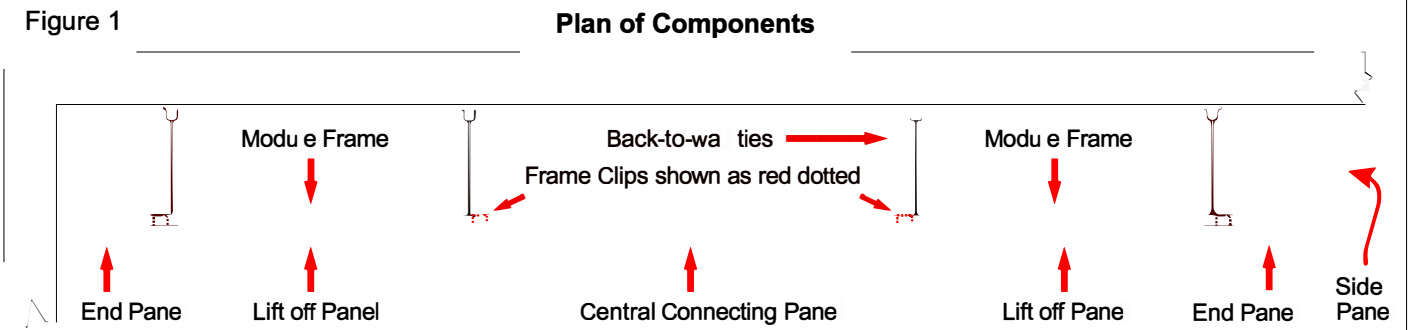 Figure 1
Plan of Components
Modu e Frame
Back-to-wa  ties
Modu e Frame
Frame Clips shown as red dotted
End Pane
Lift off Panel
Central Connecting Pane
Lift off Pane
End Pane
Side
Pane